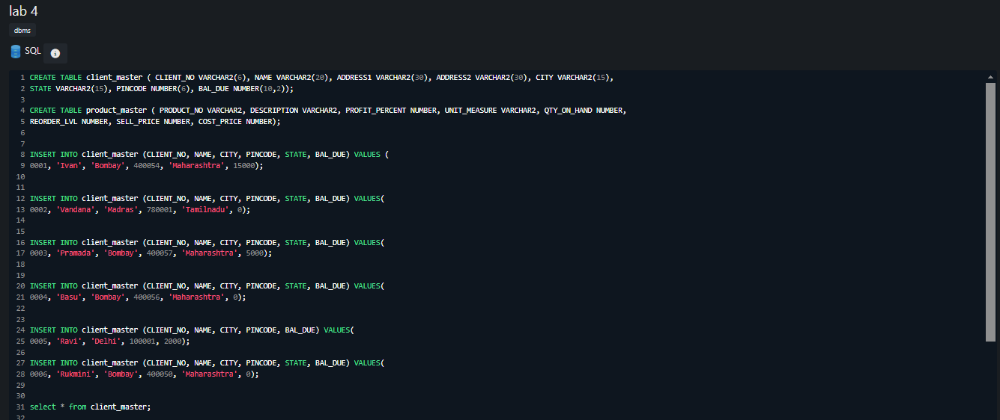 lab 4
dbms
SQL
1 CREATE TABLE client_master ( CLIENT_NO VARCHAR2(6), NAME VARCHAR2(20), ADDRESS1 VARCHAR2(30), ADDRESS2 VARCHAR2(30), CITY VARCHAR2(15),
2 STATE VARCHAR2(15), PINCODE NUMBER(6), BAL_DUE NUMBER(10,2));
3
4 CREATE TABLE product_master ( PRODUCT_NO VARCHAR2, DESCRIPTION VARCHAR2, PROFIT_PERCENT NUMBER, UNIT_MEASURE VARCHAR2, QTY_ON_HAND NUMBER,
5 REORDER_LVL NUMBER, SELL_PRICE NUMBER, COST_PRICE NUMBER);
6
7
8 INSERT INTO client_master (CLIENT_NO, NAME, CITY, PINCODE, STATE, BAL_DUE) VALUES (
9 0001, 'Ivan', 'Bombay', 400054, 'Maharashtra', 15000);
10
11
12 INSERT INTO client_master (CLIENT_NO, NAME, CITY, PINCODE, STATE, BAL_DUE) VALUES(
13 0002, 'Vandana', 'Madras', 780001, 'Tamilnadu', 0);
14
15
16 INSERT INTO client_master (CLIENT_NO, NAME, CITY, PINCODE, STATE, BAL_DUE) VALUES(
17 0003, 'Pramada', 'Bombay', 400057, 'Maharashtra', 5000);
18
19
20 INSERT INTO client_master (CLIENT_NO, NAME, CITY, PINCODE, STATE, BAL_DUE) VALUES(
21 0004, 'Basu', 'Bombay', 400056, 'Maharashtra', 0);
22
23
24 INSERT INTO client_master (CLIENT_NO, NAME, CITY, PINCODE, BAL_DUE) VALUES(
25 0005, 'Ravi', 'Delhi', 100001, 2000);
26
27 INSERT INTO client_master (CLIENT_NO, NAME, CITY, PINCODE, STATE, BAL_DUE) VALUES(
28 0006, 'Rukmini', 'Bombay', 400050, 'Maharashtra', 0);
29
30
31 select * from client_master;
32